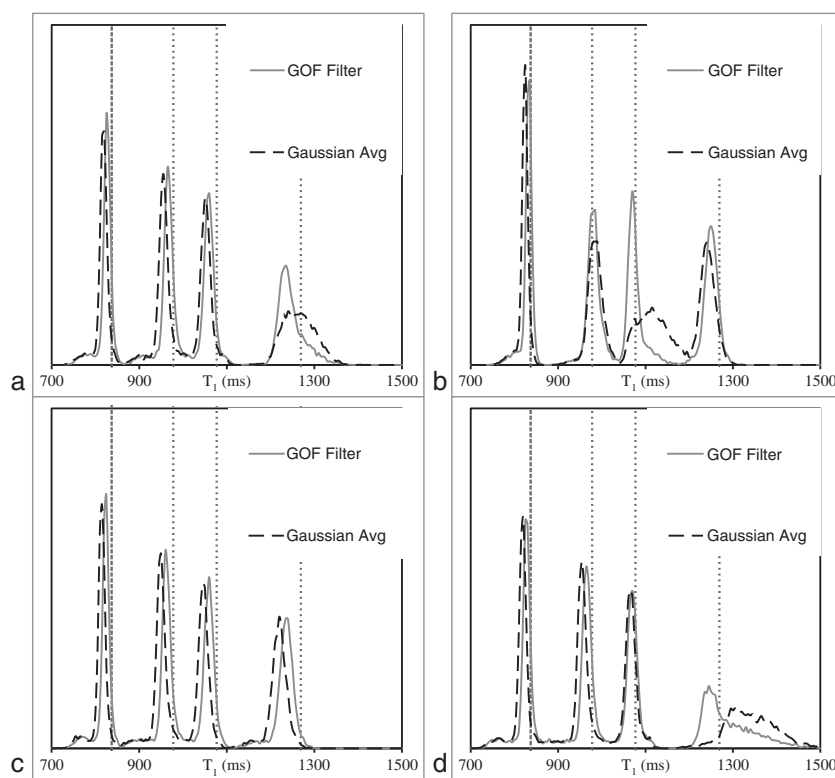 GOF Filter
Gaussian Avg
a
700 900 T1 (ms) 1300 1500
GOF Filter
Gaussian Avg
b
700 900 T1 (ms) 1300 1500
GOF Filter
Gaussian Avg
c
700 900 T1 (ms) 1300 1500
GOF Filter
Gaussian Avg
d
700 900 T1 (ms) 1300 1500